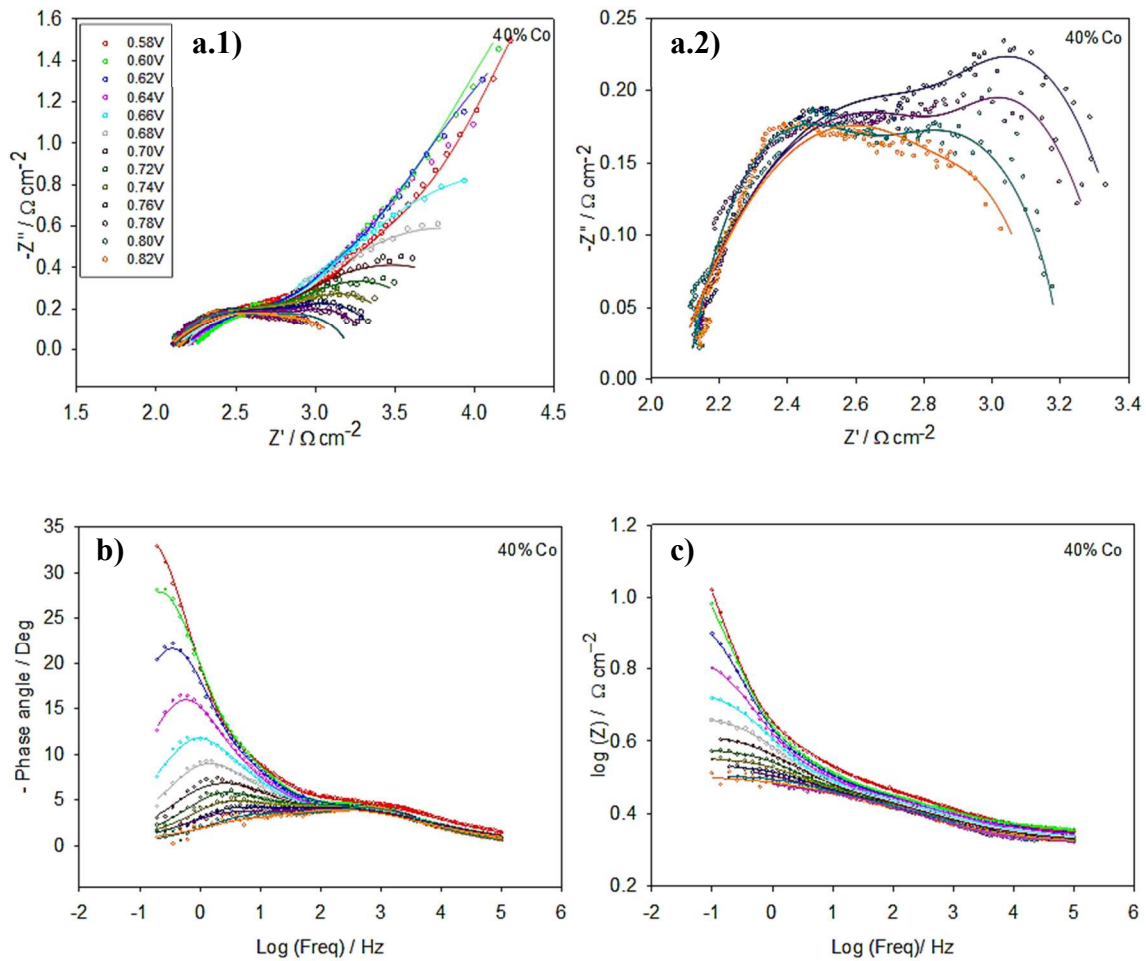 a.1)
40% Co
-Z" / Ω cm⁻²
1.6
1.4
1.2
1.0
0.8
0.6
0.4
0.2
0.0
0.58V
0.60V
0.62V
0.64V
0.66V
0.68V
0.70V
0.72V
0.74V
0.76V
0.78V
0.80V
0.82V
1.5 2.0 2.5 3.0 3.5 4.0 4.5
Z' / Ω cm⁻²
a.2)
40% Co
-Z" / Ω cm⁻²
0.25
0.20
0.15
0.10
0.05
0.00
2.0 2.2 2.4 2.6 2.8 3.0 3.2 3.4
Z' / Ω cm⁻²
b)
40% Co
- Phase angle / Deg
35
30
25
20
15
10
5
0
-2 -1 0 1 2 3 4 5 6
Log (Freq) / Hz
c)
40% Co
log (Z) / Ω cm⁻²
1.2
1.0
0.8
0.6
0.4
0.2
-2 -1 0 1 2 3 4 5 6
Log (Freq)/ Hz